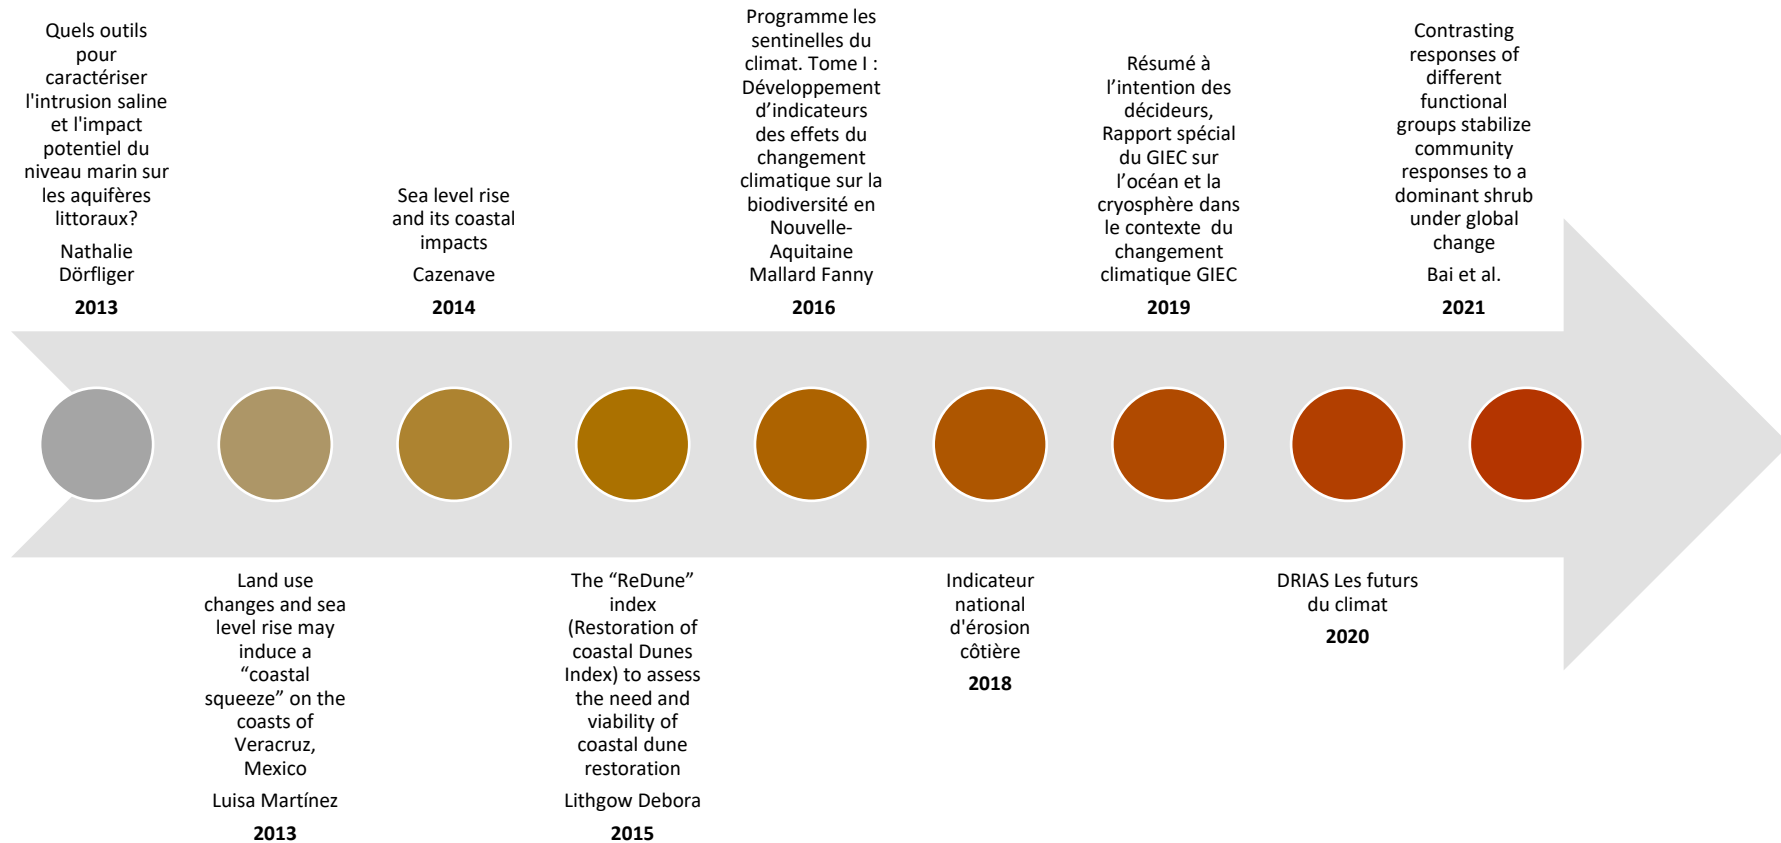 Quels outils
pour
caractériser
l'intrusion saline
et l'impact
potentiel du
niveau marin sur
les aquifères
littoraux?
Nathalie
Dörfliger
2013
Land use
changes and sea
level rise may
induce a
“coastal
squeeze” on the
coasts of
Veracruz,
Mexico
Luisa Martínez
2013
Sea level rise
and its coastal
impacts
Cazenave
2014
The “ReDune”
index
(Restoration of
coastal Dunes
Index) to assess
the need and
viability of
coastal dune
restoration
Lithgow Debora
2015
Programme les
sentinelles du
climat. Tome I :
Développement
d’indicateurs
des effets du
changement
climatique sur la
biodiversité en
Nouvelle-
Aquitaine
Mallard Fanny
2016
Indicateur
national
d'érosion
côtière
2018
Résumé à
l’intention des
décideurs,
Rapport spécial
du GIEC sur
l’océan et la
cryosphère dans
le contexte du
changement
climatique GIEC
2019
DRIAS Les futurs
du climat
2020
Contrasting
responses of
different
functional
groups stabilize
community
responses to a
dominant shrub
under global
change
Bai et al.
2021